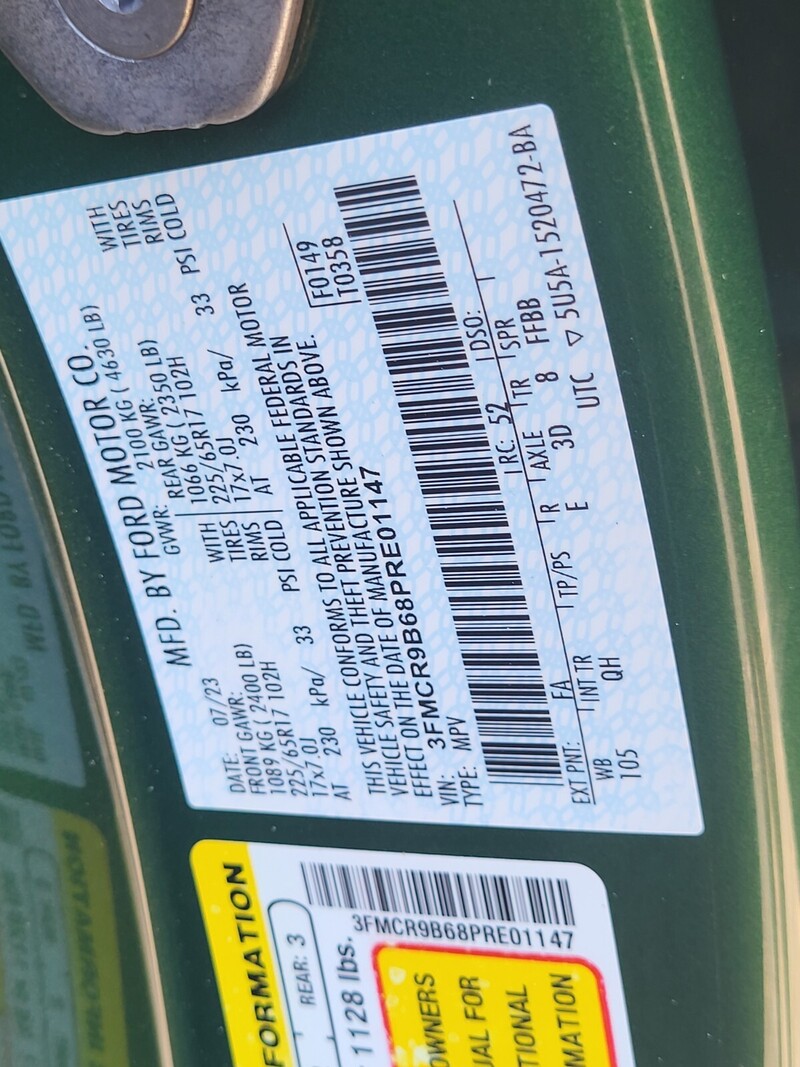 MFD. BY FORD MOTOR CO.
DATE: 07/23
GVWR: 2100 KG ( 4630 LB)
FRONT GAWR:
REAR GAWR:
1089 KG ( 2400 LB)
WITH
1066 KG ( 2350 LB)
WITH
225/65R17 102H
TIRES
225/65R17 102H
TIRES
17x7.0J
RIMS
17x7.0J
RIMS
AT 230 kPa/ 33 PSI COLD
AT 230 kPa/ 33 PSI COLD
THIS VEHICLE CONFORMS TO ALL APPLICABLE FEDERAL MOTOR
VEHICLE SAFETY AND THEFT PREVENTION STANDARDS IN
EFFECT ON THE DATE OF MANUFACTURE SHOWN ABOVE.
F0149
T0358
VIN: 3FMCR9B68PRE01147
TYPE: MPV
EXT PNT: FA
RC: 52
DSO:
WB
INT TR
TP/PS
R
AXLE
TR
SPR
105
QH
E
3D
8
FFBB
UTC
▽ 5U5A-1520472-BA
FORMATION
REAR: 3
1128 lbs.
3FMCR9B68PRE01147
OWNERS
UAL FOR
TIONAL
MATION